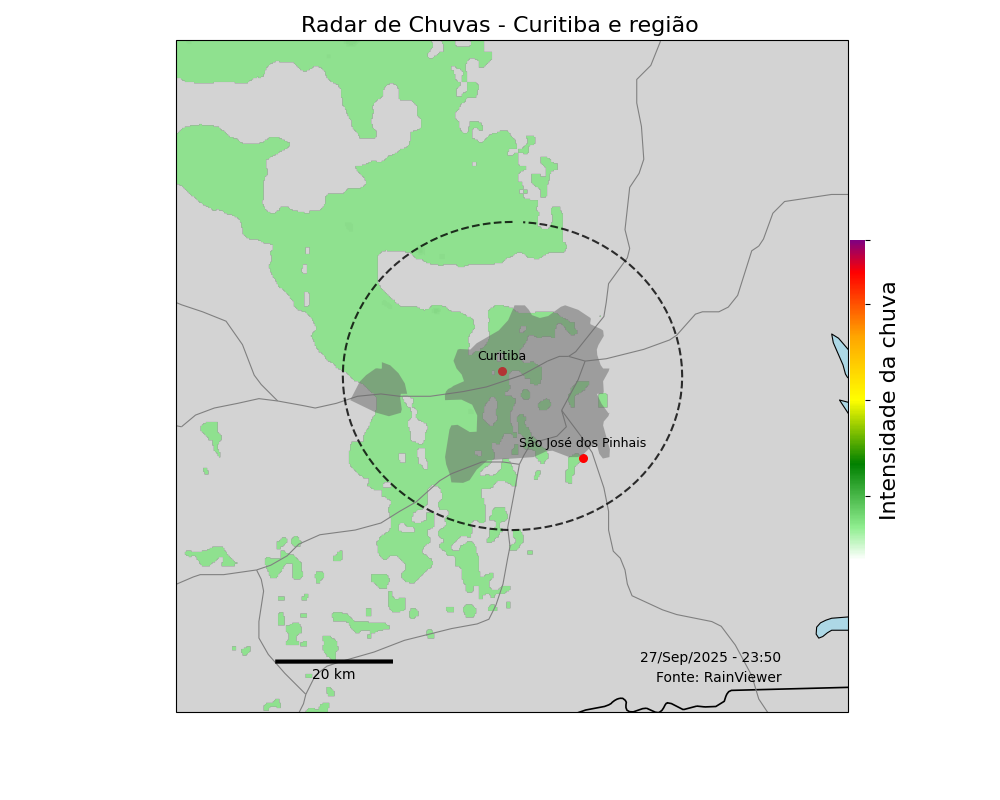 Radar de Chuvas - Curitiba e região
Curitiba
São José dos Pinhais
Intensidade da chuva
27/Sep/2025 - 23:50
20 km
Fonte: RainViewer